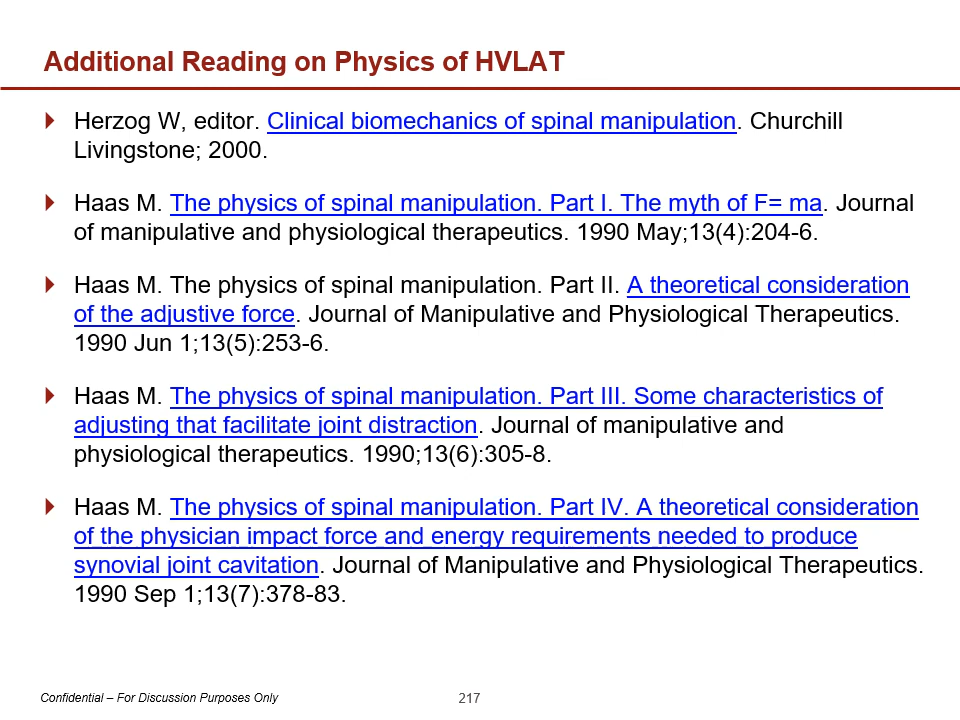 Additional Reading on Physics of HVLAT
Herzog W, editor. Clinical biomechanics of spinal manipulation. Churchill
Livingstone; 2000.
Haas M. The physics of spinal manipulation. Part I. The myth of F= ma. Journal
of manipulative and physiological therapeutics. 1990 May;13(4):204-6.
Haas M. The physics of spinal manipulation. Part II. A theoretical consideration
of the adjustive force. Journal of Manipulative and Physiological Therapeutics.
1990 Jun 1;13(5):253-6.
Haas M. The physics of spinal manipulation. Part III. Some characteristics of
adjusting that facilitate joint distraction. Journal of manipulative and
physiological therapeutics. 1990;13(6):305-8.
Haas M. The physics of spinal manipulation. Part IV. A theoretical consideration
of the physician impact force and energy requirements needed to produce
synovial joint cavitation. Journal of Manipulative and Physiological Therapeutics.
1990 Sep 1;13(7):378-83.
Confidential – For Discussion Purposes Only
217